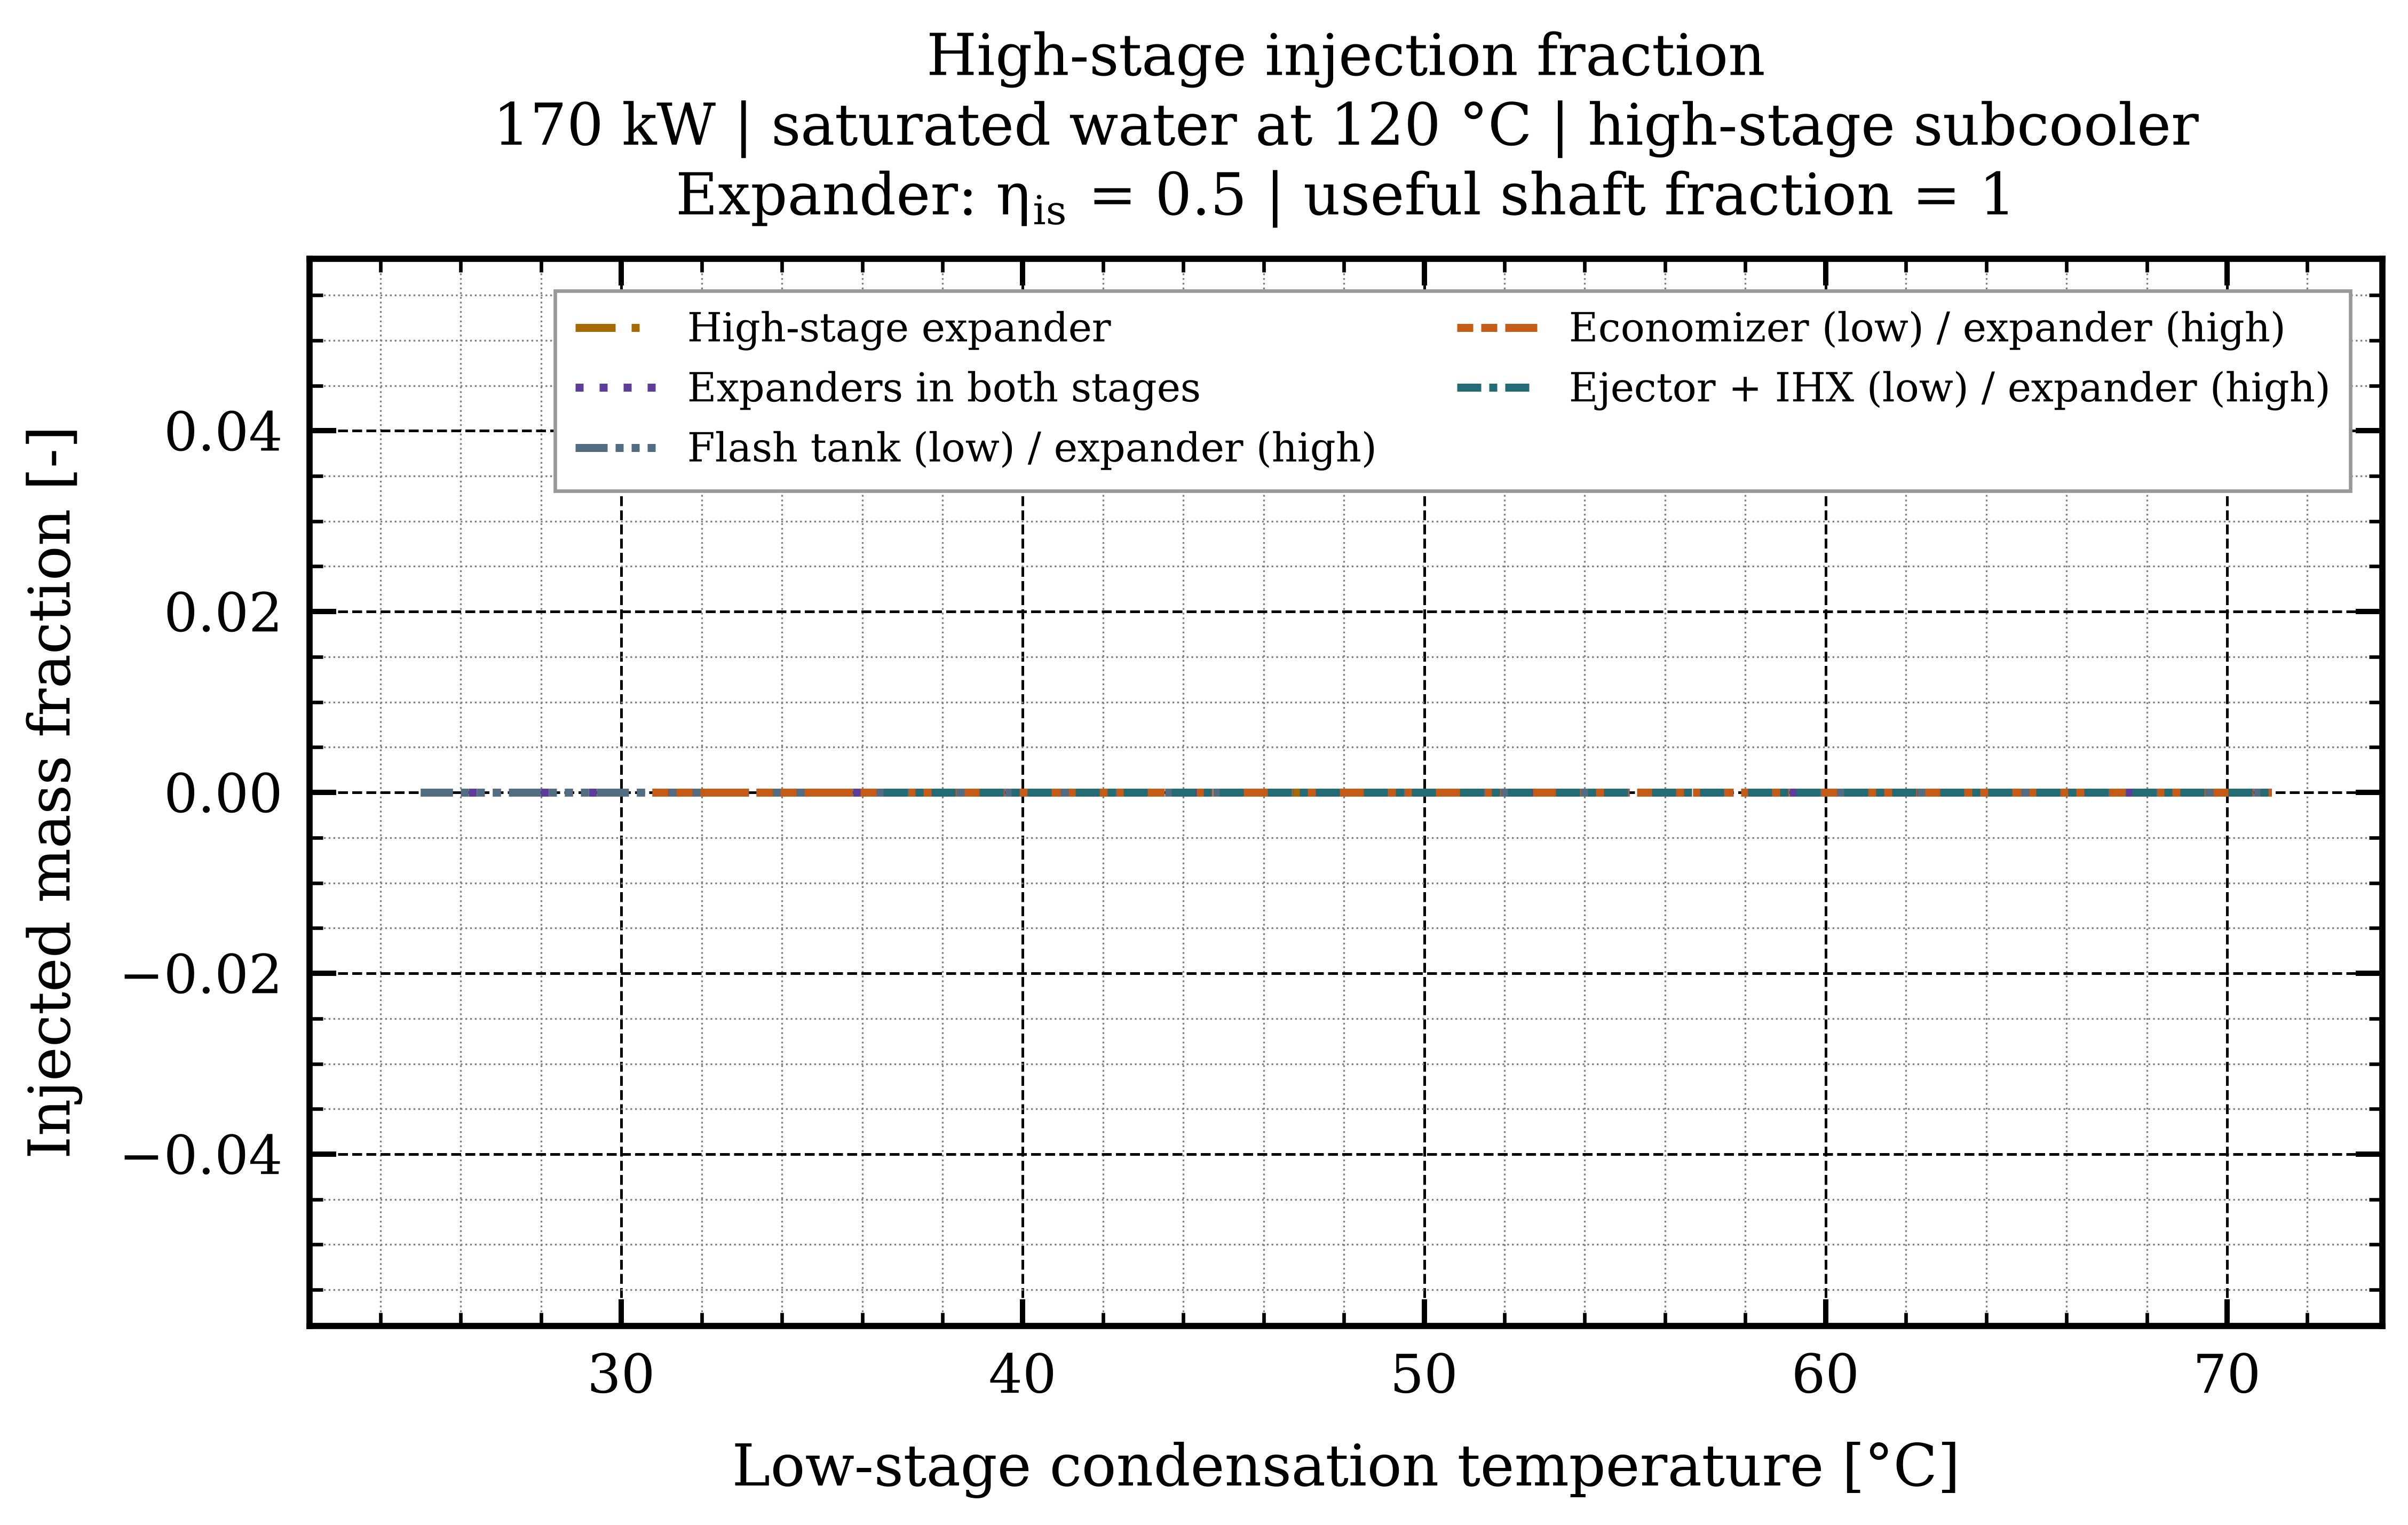 High-stage injection fraction
170 kW | saturated water at 120 °C | high-stage subcooler
Expander: ηis = 0.5 | useful shaft fraction = 1
High-stage expander
Expanders in both stages
Flash tank (low) / expander (high)
Economizer (low) / expander (high)
Ejector + IHX (low) / expander (high)
Injected mass fraction [-]
0.04
0.02
0.00
−0.02
−0.04
30 40 50 60 70
Low-stage condensation temperature [°C]